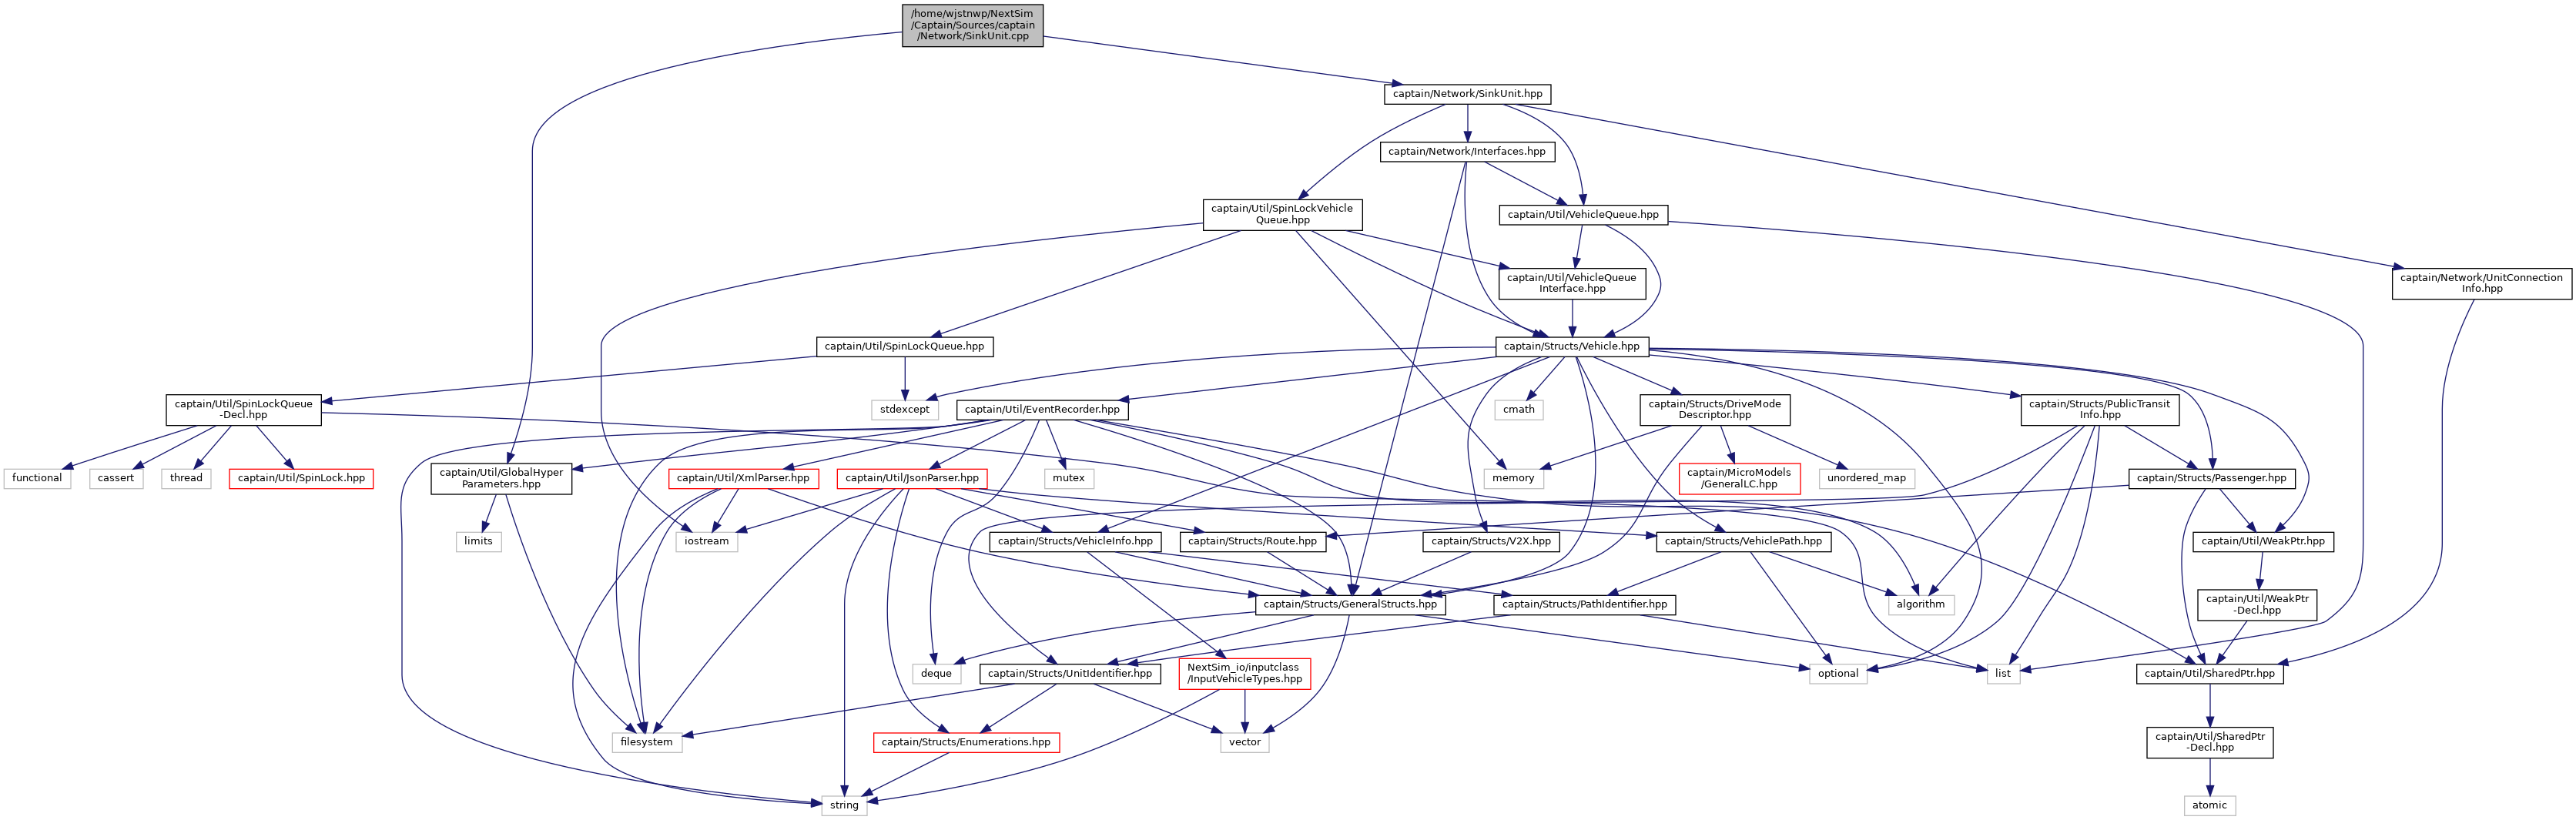 /home/wjstnwp/NextSim
/Captain/Sources/captain
/Network/SinkUnit.cpp
captain/Network/SinkUnit.hpp
captain/Network/Interfaces.hpp
captain/Util/SpinLockVehicle
Queue.hpp
captain/Util/VehicleQueue.hpp
captain/Util/VehicleQueue
Interface.hpp
captain/Network/UnitConnection
Info.hpp
captain/Util/SpinLockQueue.hpp
captain/Structs/Vehicle.hpp
captain/Util/SpinLockQueue
-Decl.hpp
stdexcept
captain/Util/EventRecorder.hpp
cmath
captain/Structs/DriveMode
Descriptor.hpp
captain/Structs/PublicTransit
Info.hpp
functional
cassert
thread
captain/Util/SpinLock.hpp
captain/Util/GlobalHyper
Parameters.hpp
captain/Util/XmlParser.hpp
captain/Util/JsonParser.hpp
mutex
memory
captain/MicroModels
/GeneralLC.hpp
unordered_map
captain/Structs/Passenger.hpp
limits
iostream
captain/Structs/VehicleInfo.hpp
captain/Structs/Route.hpp
captain/Structs/V2X.hpp
captain/Structs/VehiclePath.hpp
captain/Util/WeakPtr.hpp
captain/Structs/GeneralStructs.hpp
captain/Structs/PathIdentifier.hpp
algorithm
captain/Util/WeakPtr
-Decl.hpp
deque
captain/Structs/UnitIdentifier.hpp
NextSim_io/inputclass
/InputVehicleTypes.hpp
optional
list
captain/Util/SharedPtr.hpp
filesystem
captain/Structs/Enumerations.hpp
vector
captain/Util/SharedPtr
-Decl.hpp
string
atomic